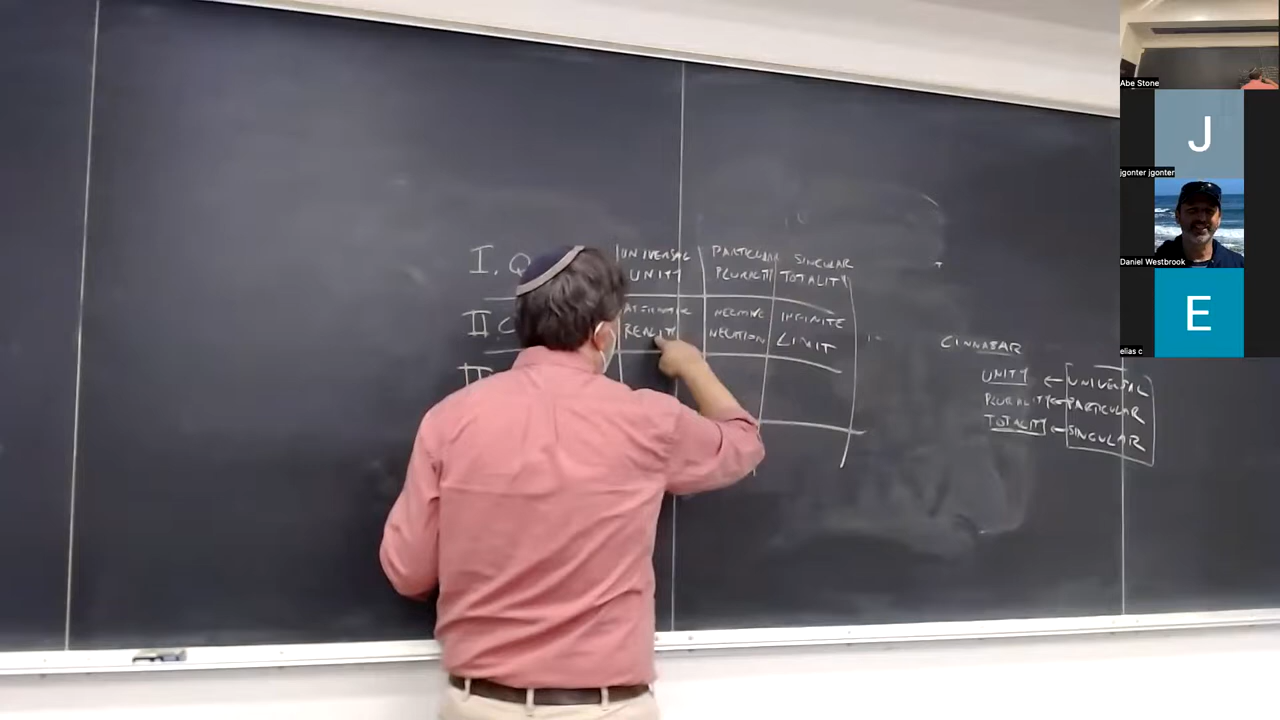 I. Q UNIVERSAL PARTICULAR SINGULAR
UNITY PLURALITY TOTALITY
II. AFFIRMATIVE NEGATIVE INFINITE
REALITY NEGATION LIMIT
CINNABAR
UNITY ← UNIVERSAL
PLURALITY ← PARTICULAR
TOTALITY ← SINGULAR
Abe Stone
J
jgonter jgonter
Daniel Westbrook
E
elias c